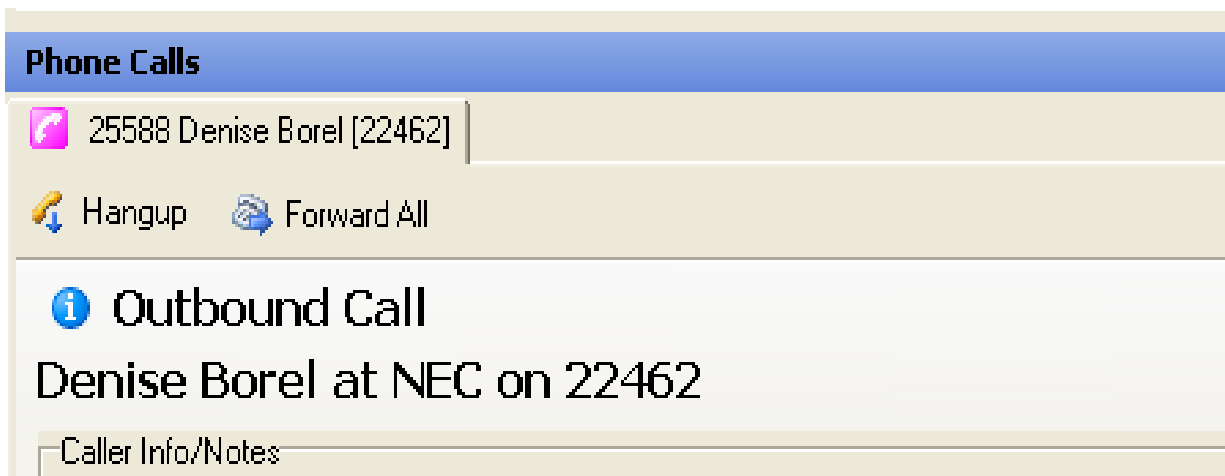 Phone Calls
25588 Denise Borel [22462]
Hangup Forward All
Outbound Call
Denise Borel at NEC on 22462
Caller Info/Notes